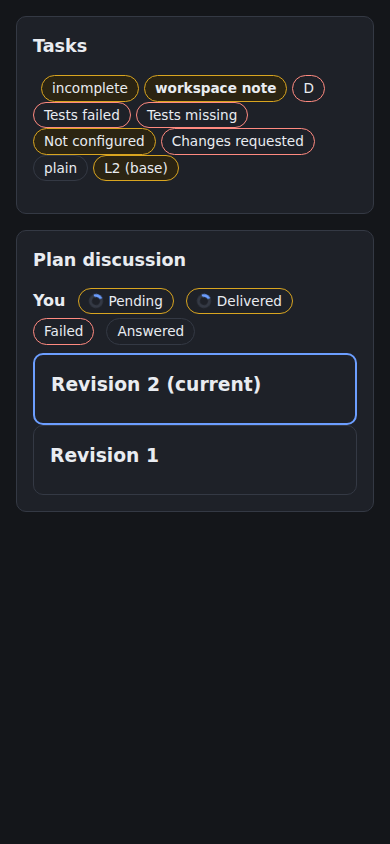 Tasks
incomplete workspace note D
Tests failed Tests missing
Not configured Changes requested
plain L2 (base)
Plan discussion
You Pending Delivered
Failed Answered
Revision 2 (current)
Revision 1